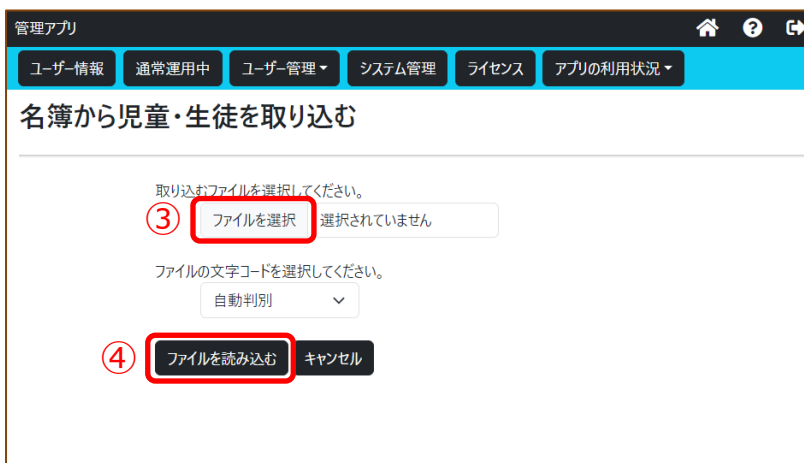 管理アプリ
ユーザー情報 通常運用中 ユーザー管理 システム管理 ライセンス アプリの利用状況
名簿から児童・生徒を取り込む
取り込むファイルを選択してください。
③ ファイルを選択 選択されていません
ファイルの文字コードを選択してください。
自動判別
④ ファイルを読み込む キャンセル